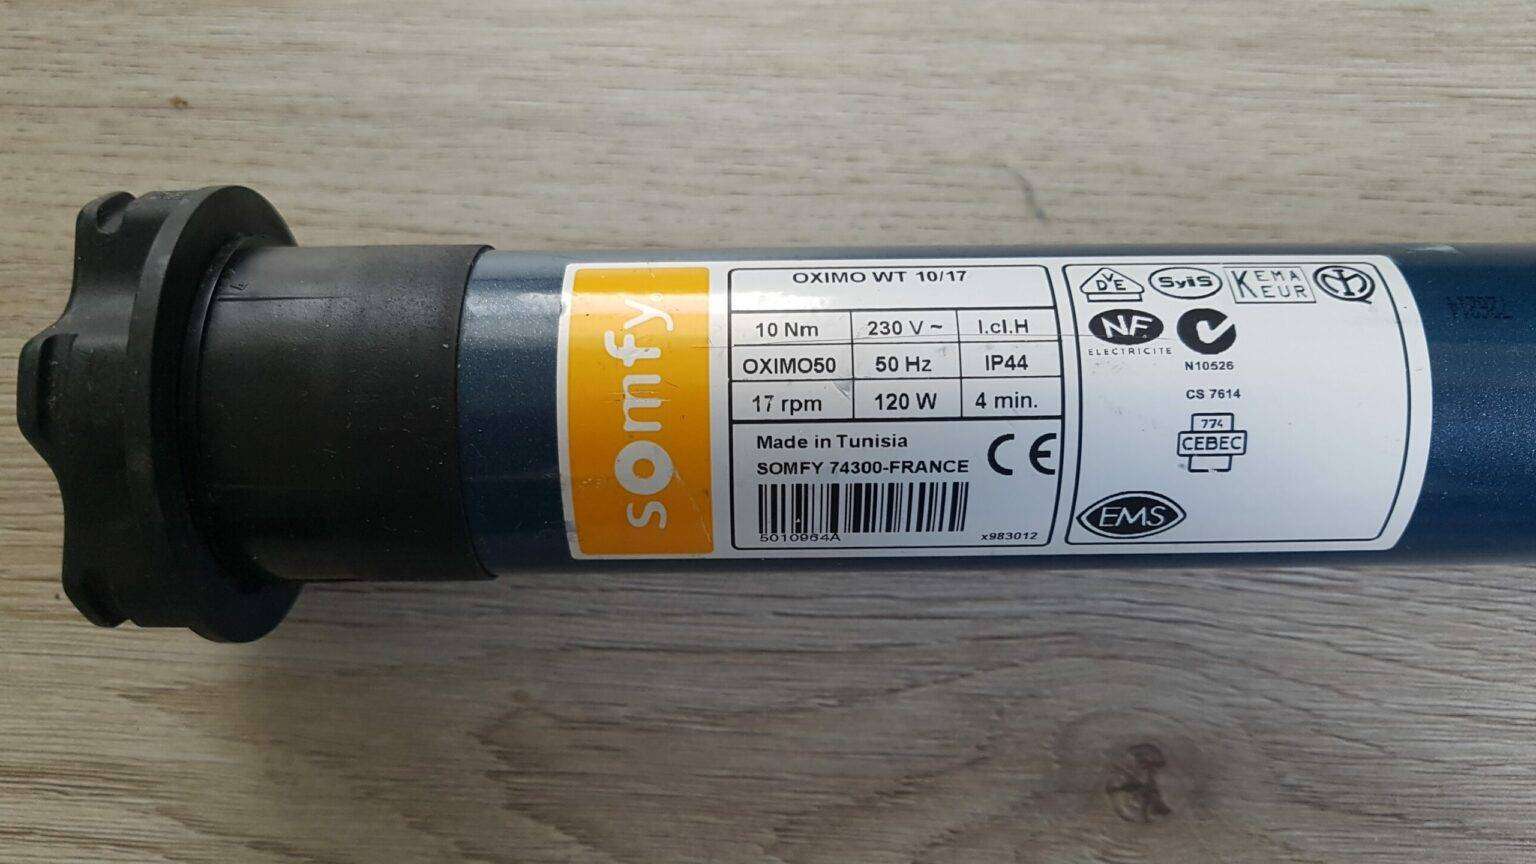 somfy.
OXIMO WT 10/17
10 Nm 230 V ~ I.cl.H
OXIMO50 50 Hz IP44
17 rpm 120 W 4 min.
Made in Tunisia
SOMFY 74300-FRANCE CE
5010964A x983012
DVE SyiS KEMA KEUR
NF
ELECTRICITE
N10526
CS 7614
774
CEBEC
EMS